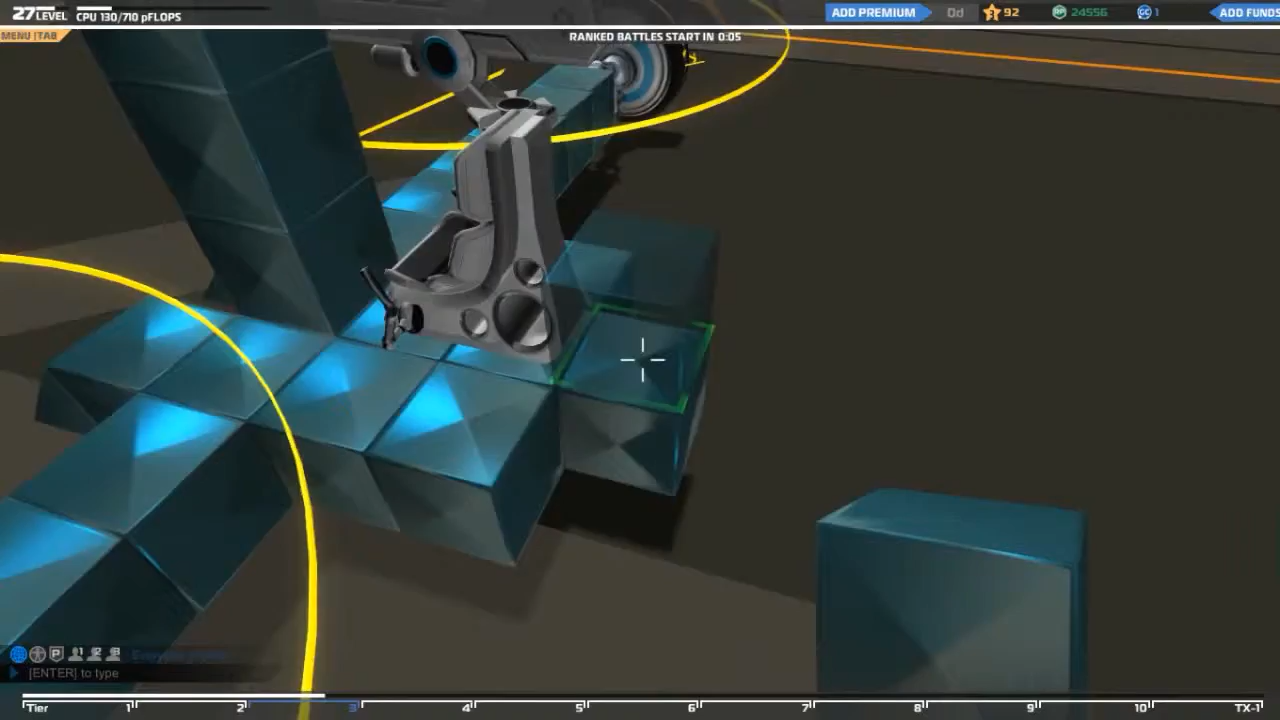 27 LEVEL CPU 130/710 pFLOPS ADD PREMIUM 0d 92 24556 1 ADD FUNDS
MENU |TAB RANKED BATTLES START IN 0:05
[ENTER] to type
Tier 1 2 3 4 5 6 7 8 9 10 TX-1